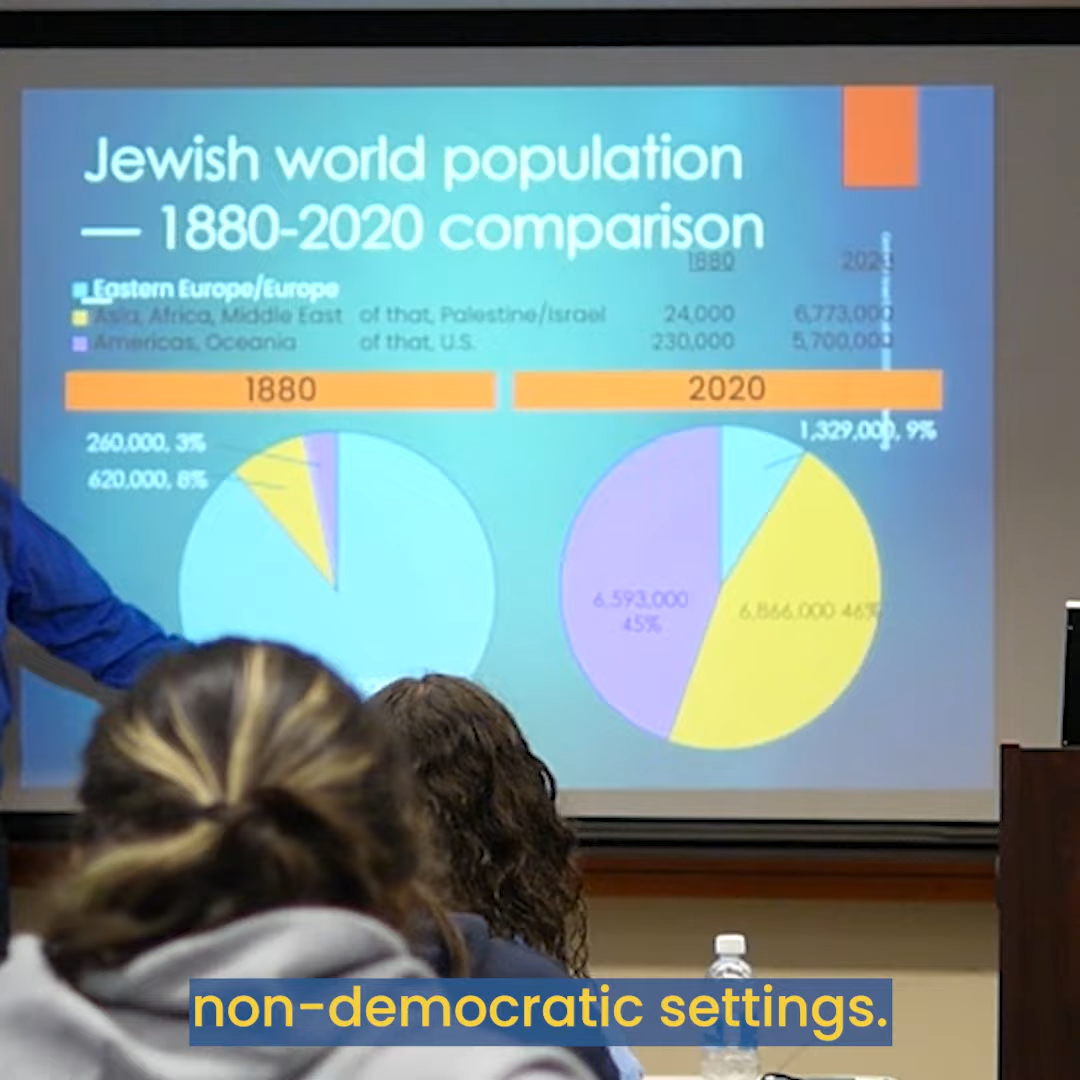 Jewish world population
— 1880-2020 comparison
1880 2020
Eastern Europe/Europe
Asia, Africa, Middle East of that, Palestine/Israel 24,000 6,773,000
Americas, Oceania of that, U.S. 230,000 5,700,000
1880 2020
260,000, 3%
620,000, 8%
1,329,000, 9%
6,593,000
45%
6,866,000 46%
non-democratic settings.